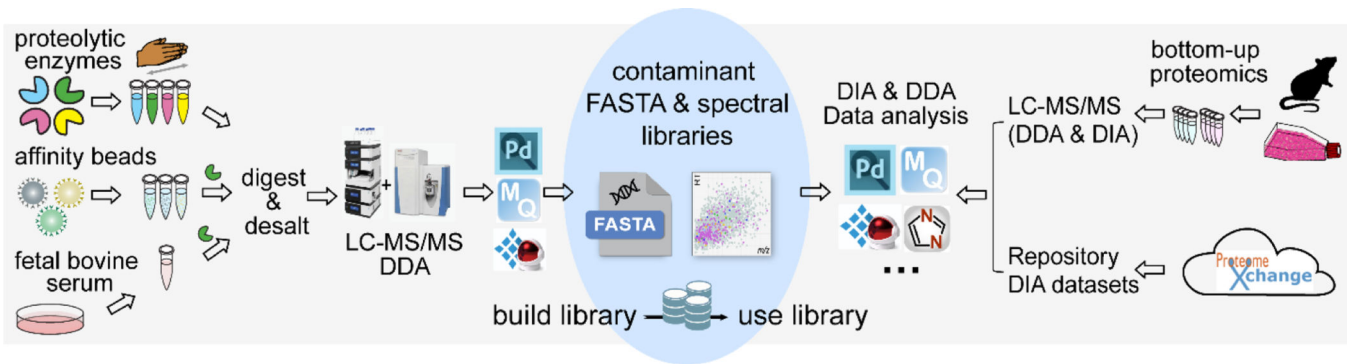 proteolytic
enzymes
affinity beads
fetal bovine
serum
digest
&
desalt
+
LC-MS/MS
DDA
Pd
MQ
contaminant
FASTA & spectral
libraries
FASTA
RT
m/z
build library
use library
DIA & DDA
Data analysis
Pd
MQ
N
N
...
LC-MS/MS
(DDA & DIA)
bottom-up
proteomics
Repository
DIA datasets
Proteome
Xchange